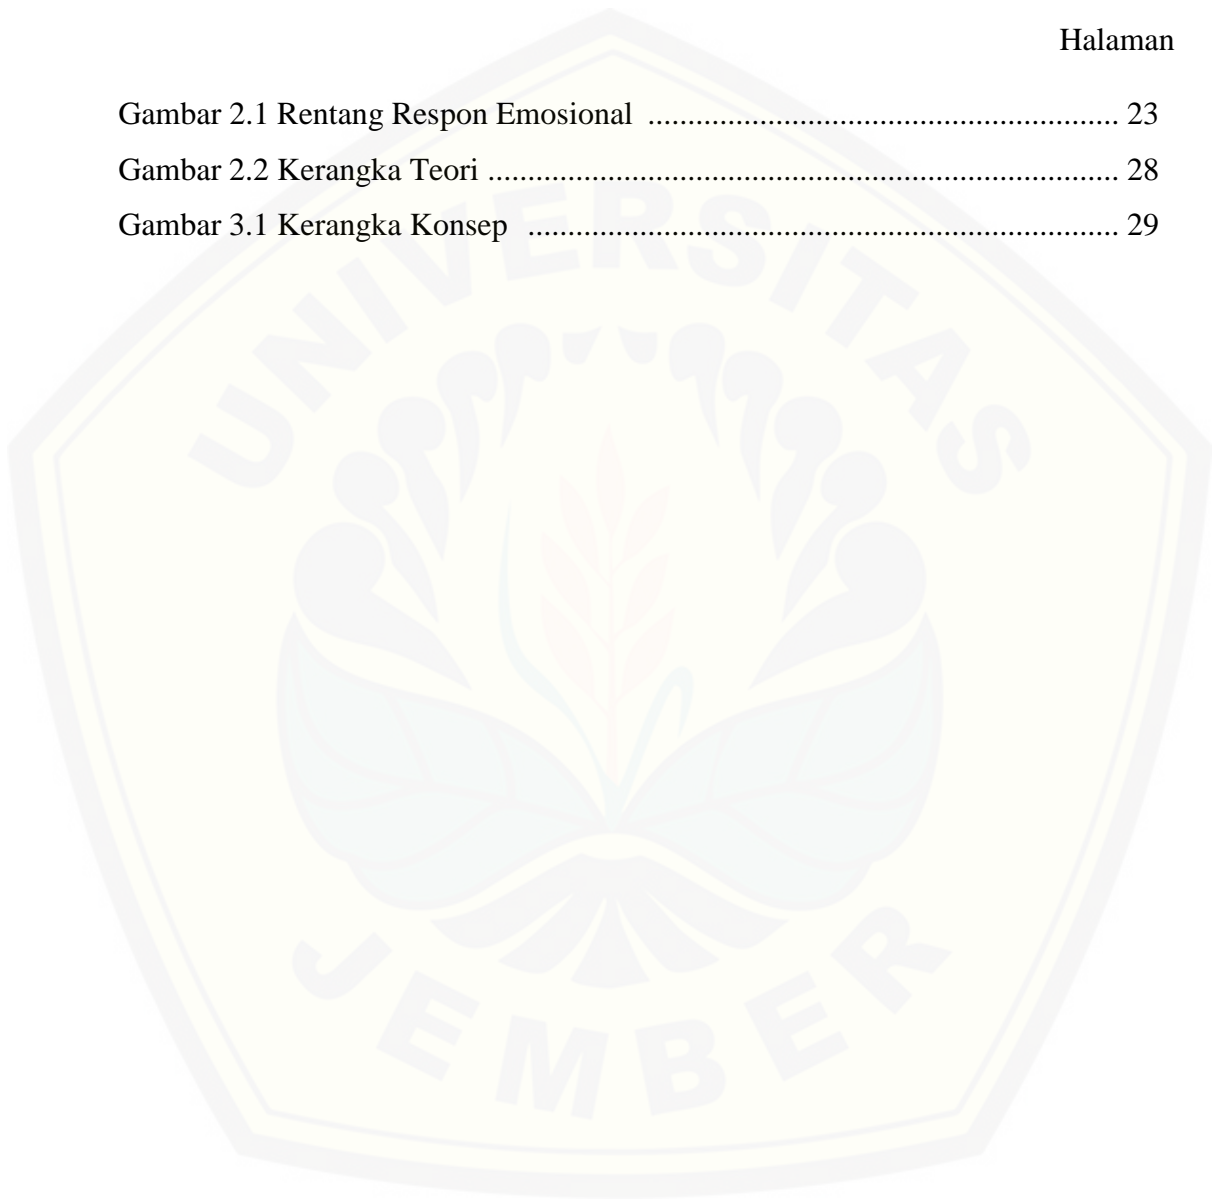 Halaman
Gambar 2.1 Rentang Respon Emosional ............................................................ 23
Gambar 2.2 Kerangka Teori ................................................................................ 28
Gambar 3.1 Kerangka Konsep ........................................................................... 29
UNIVERSITAS
JEMBER